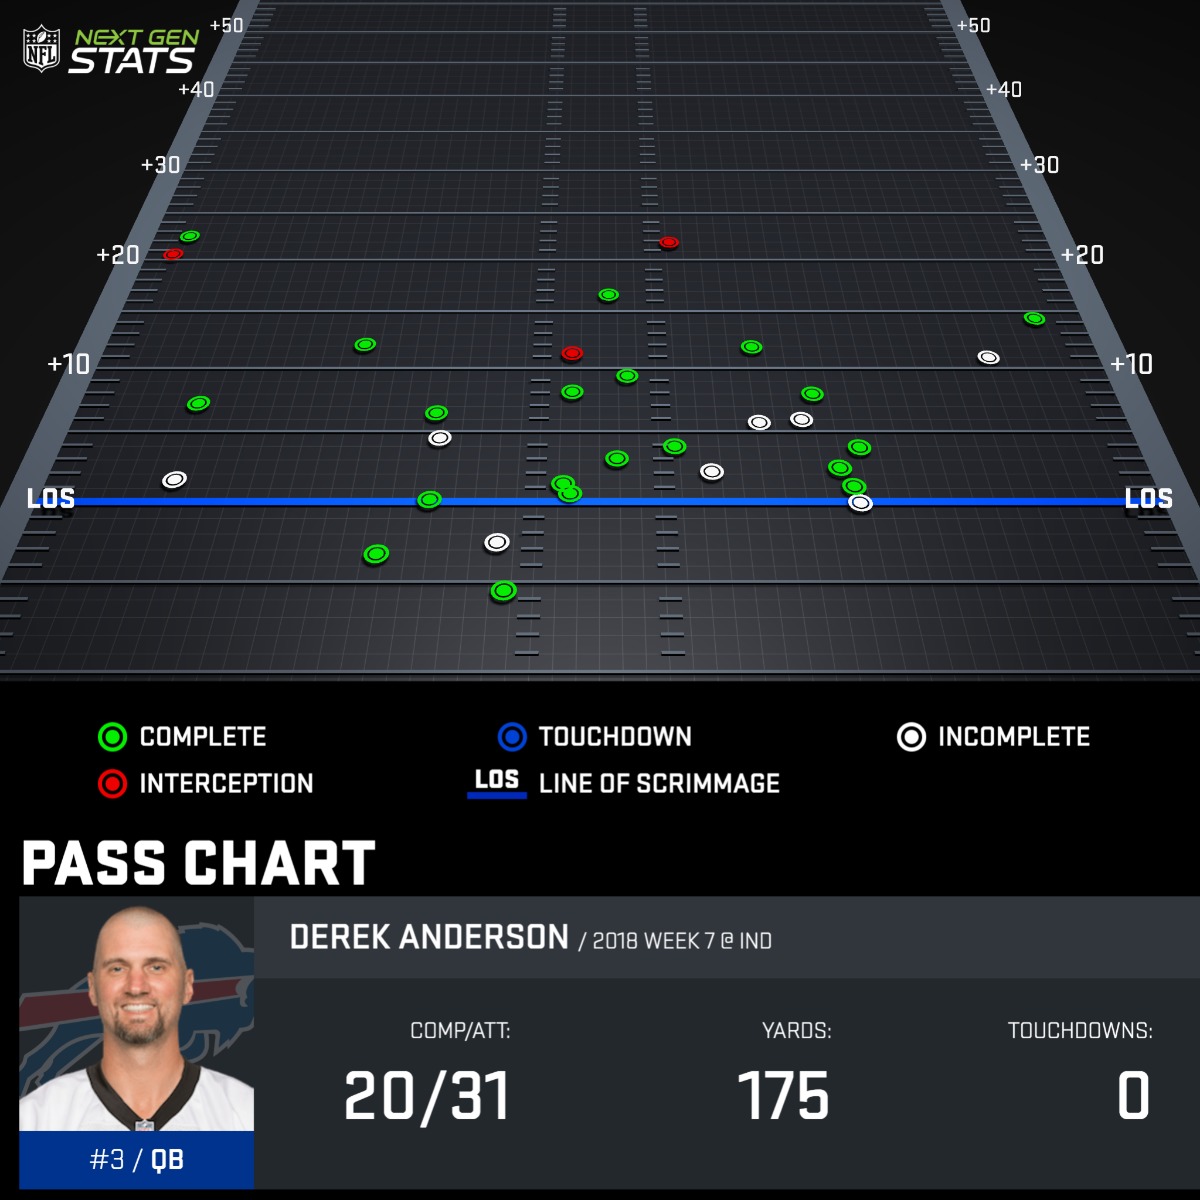 NFL
NEXT GEN
STATS
+50 +50
+40 +40
+30 +30
+20 +20
+10 +10
LOS LOS
COMPLETE TOUCHDOWN INCOMPLETE
INTERCEPTION LOS LINE OF SCRIMMAGE
PASS CHART
DEREK ANDERSON / 2018 WEEK 7 @ IND
COMP/ATT: YARDS: TOUCHDOWNS:
20/31 175 0
#3 / QB